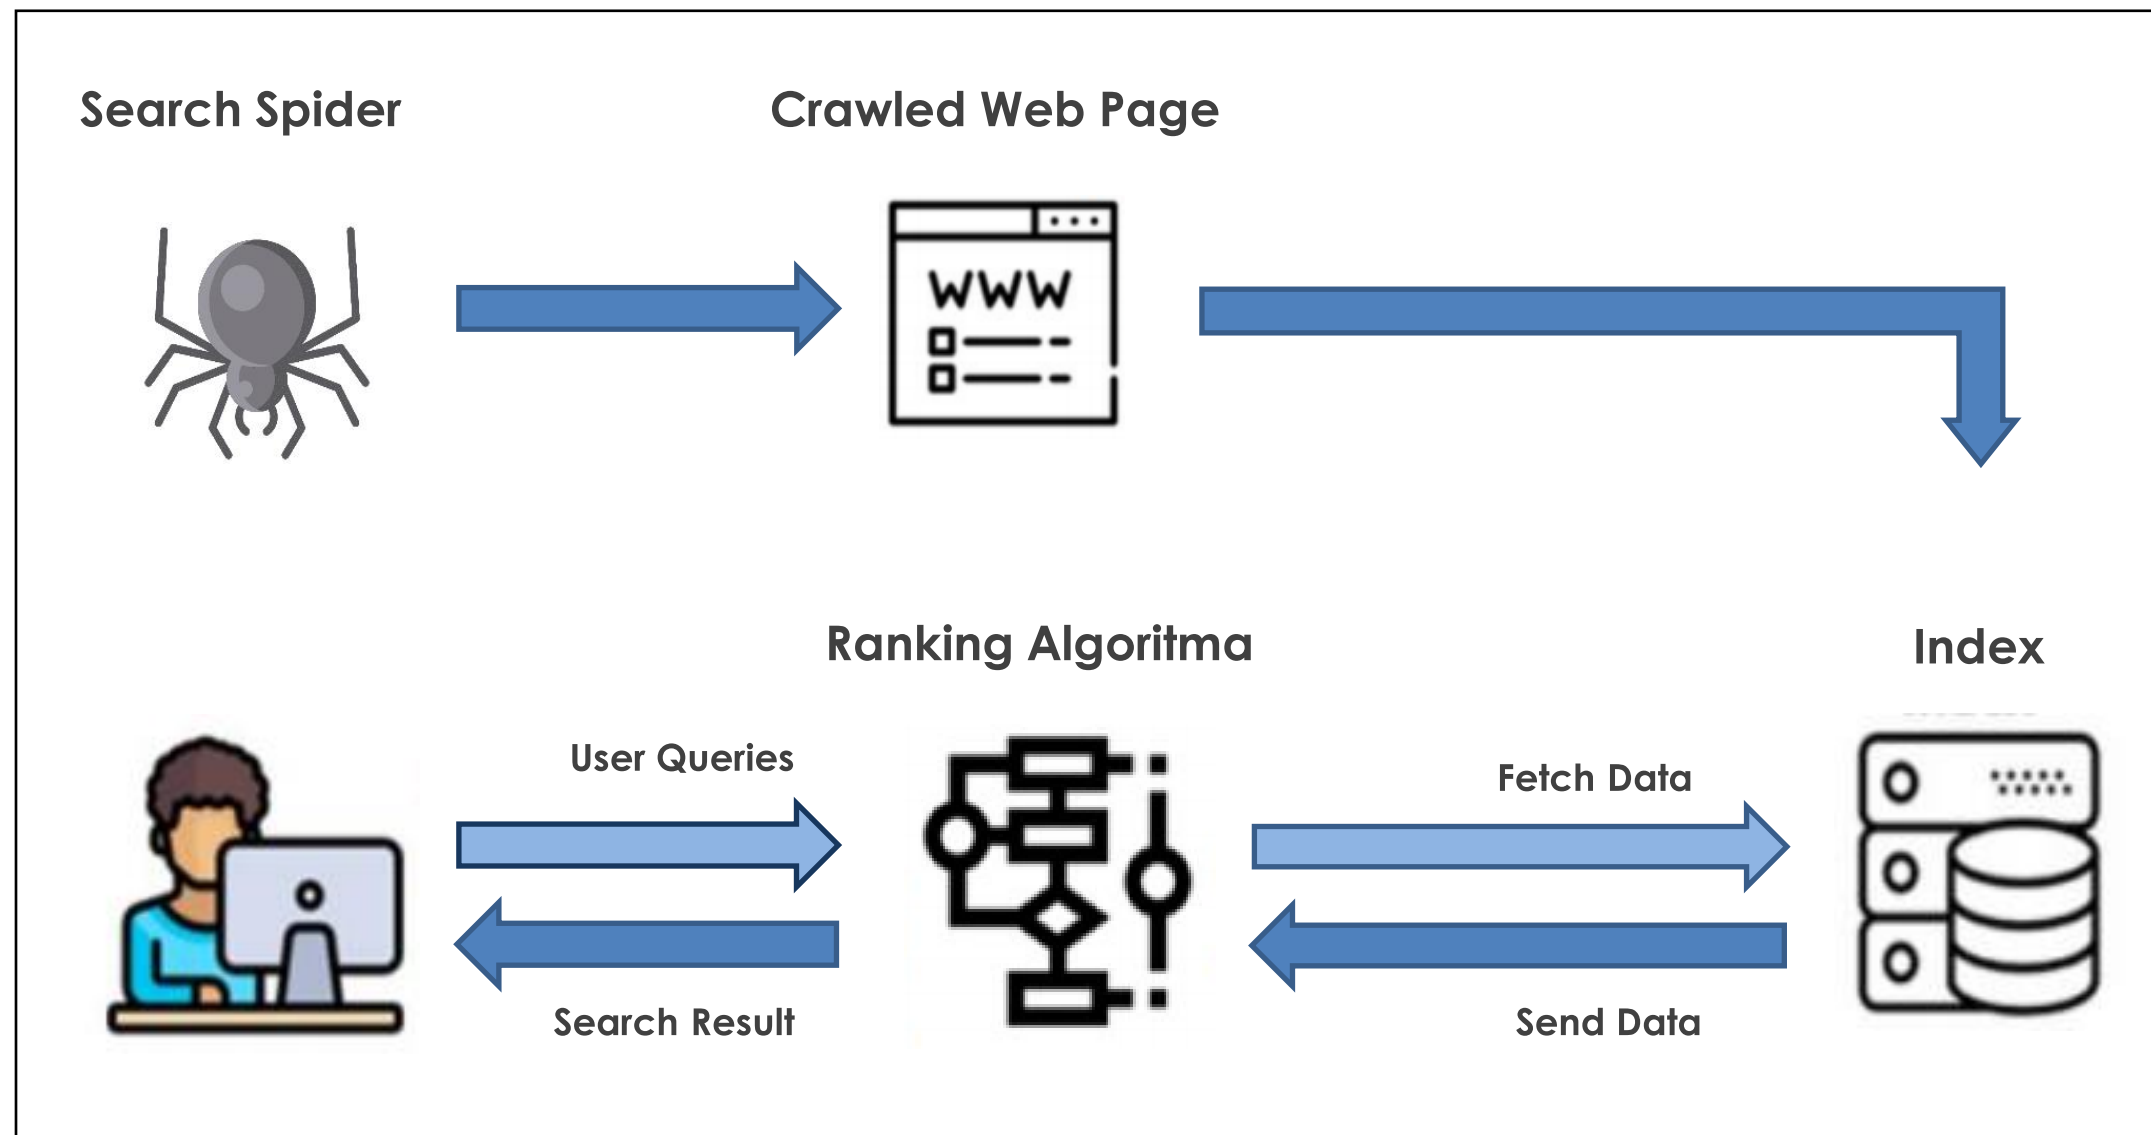 Search Spider
Crawled Web Page
WWW
Ranking Algoritma
Index
User Queries
Fetch Data
Search Result
Send Data